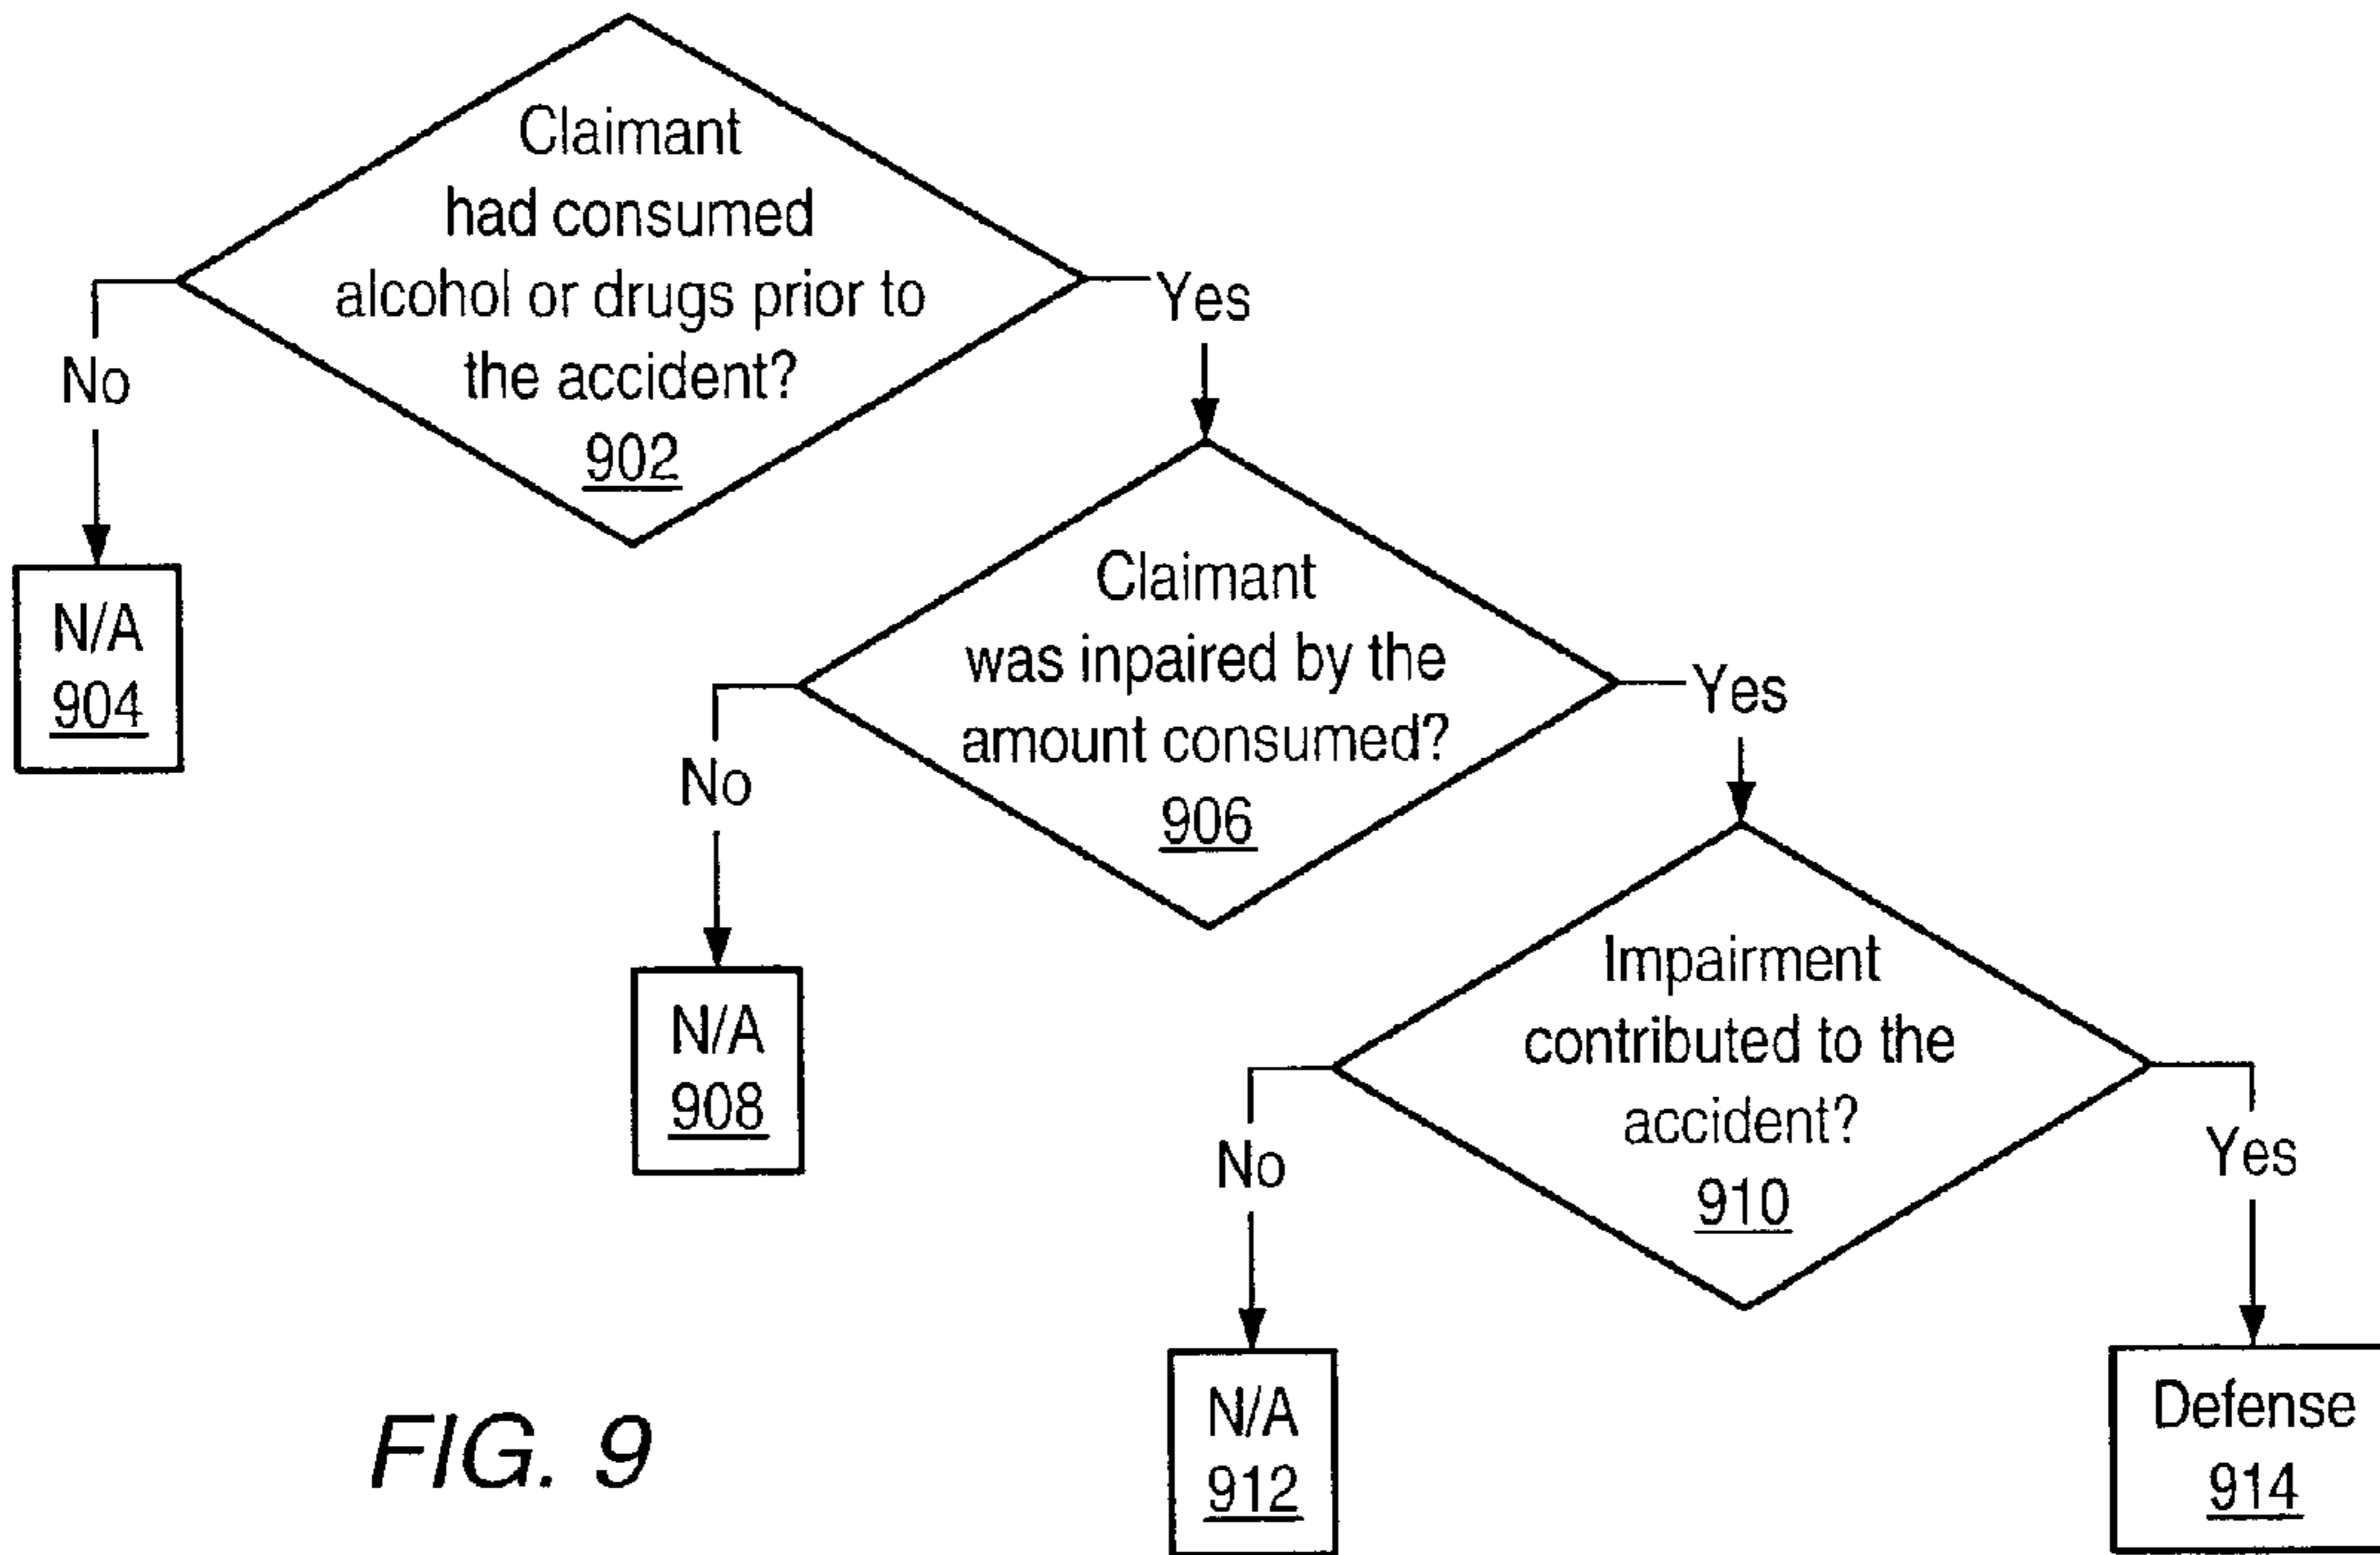 Claimant
had consumed
alcohol or drugs prior to
the accident?
902
No
Yes
N/A
904
Claimant
was inpaired by the
amount consumed?
906
No
Yes
N/A
908
Impairment
contributed to the
accident?
910
No
Yes
N/A
912
Defense
914
FIG. 9